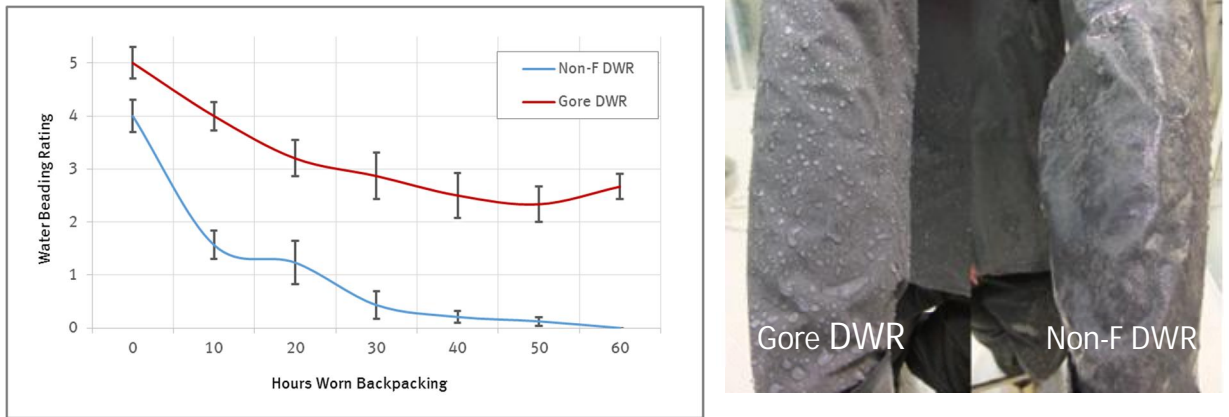 Non-F DWR
Gore DWR
Water Beading Rating
5
4
3
2
1
0
0 10 20 30 40 50 60
Hours Worn Backpacking
Gore DWR
Non-F DWR